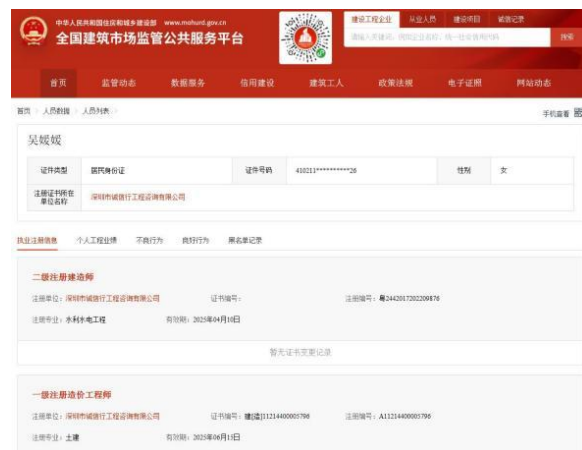 中华人民共和国住房和城乡建设部 www.mohurd.gov.cn
全国建筑市场监管公共服务平台
建设工程企业 从业人员 建设项目 诚信记录
搜索
首页 监管动态 数据服务 信用建设 建筑工人 政策法规 电子证照 网站动态
首页 > 人员数据 > 人员列表 >
手机查看
吴媛媛
证件类型 居民身份证 证件号码 410211**********26 性别 女
注册证书所在单位名称 深圳市诚信行工程咨询有限公司
执业注册信息 个人工程业绩 不良行为 良好行为 黑名单记录
二级注册建造师
注册单位：深圳市诚信行工程咨询有限公司 证书编号： 注册编号：粤2442017202209876
注册专业：水利水电工程 有效期：2025年04月10日
暂无证书变更记录
一级注册造价工程师
注册单位：深圳市诚信行工程咨询有限公司 证书编号：建[造]11214400005796 注册编号：A11214400005796
注册专业：土建 有效期：2025年06月15日